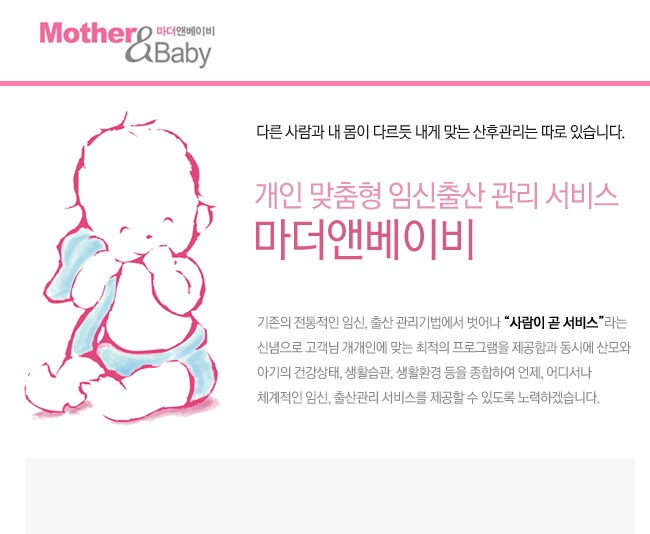 Mother 마더앤베이비
&Baby
다른 사람과 내 몸이 다르듯 내게 맞는 산후관리는 따로 있습니다.
개인 맞춤형 임신출산 관리 서비스
마더앤베이비
기존의 전통적인 임신, 출산 관리기법에서 벗어나 “사람이 곧 서비스”라는
신념으로 고객님 개개인에 맞는 최적의 프로그램을 제공함과 동시에 산모와
아기의 건강상태, 생활습관, 생활환경 등을 종합하여 언제, 어디서나
체계적인 임신, 출산관리 서비스를 제공할 수 있도록 노력하겠습니다.